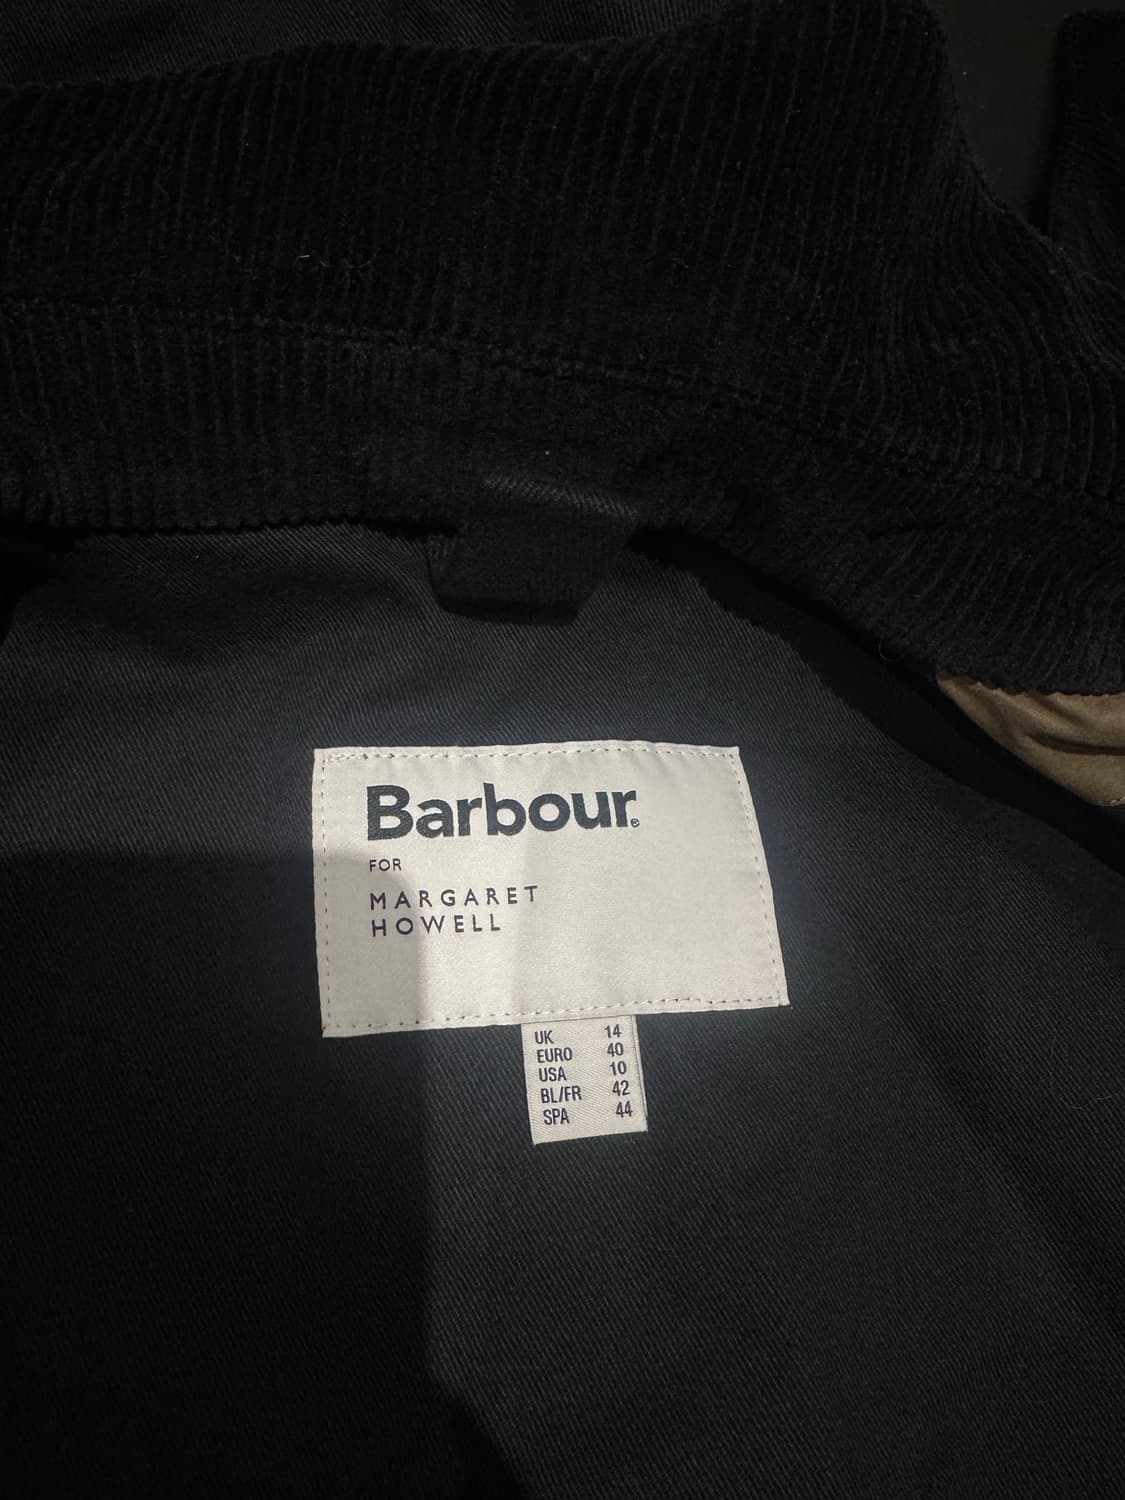 Barbour®
FOR
MARGARET
HOWELL
UK 14
EURO 40
USA 10
BL/FR 42
SPA 44